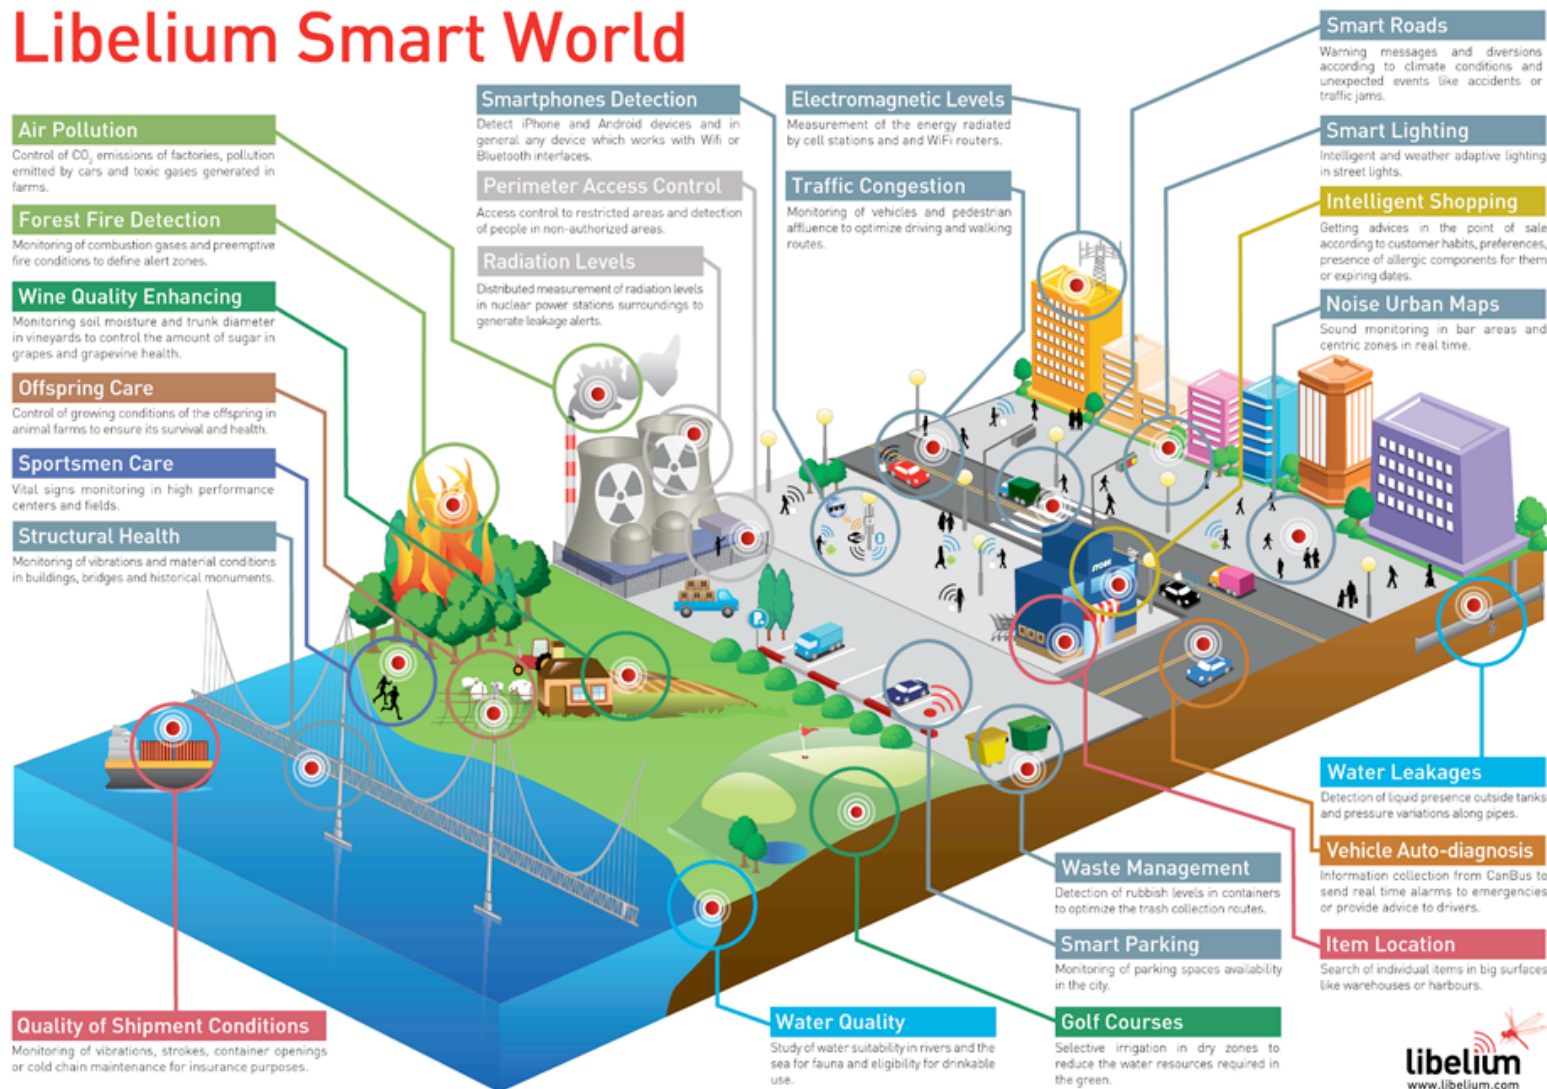 Libelium Smart World
Air Pollution
Control of CO₂ emissions of factories, pollution
emitted by cars and toxic gases generated in
farms.
Forest Fire Detection
Monitoring of combustion gases and preemptive
fire conditions to define alert zones.
Wine Quality Enhancing
Monitoring soil moisture and trunk diameter
in vineyards to control the amount of sugar in
grapes and grapevine health.
Offspring Care
Control of growing conditions of the offspring in
animal farms to ensure its survival and health.
Sportsmen Care
Vital signs monitoring in high performance
centers and fields.
Structural Health
Monitoring of vibrations and material conditions
in buildings, bridges and historical monuments.
Quality of Shipment Conditions
Monitoring of vibrations, strokes, container openings
or cold chain maintenance for insurance purposes.
Smartphones Detection
Detect iPhone and Android devices and in
general any device which works with Wifi or
Bluetooth interfaces.
Perimeter Access Control
Access control to restricted areas and detection
of people in non-authorized areas.
Radiation Levels
Distributed measurement of radiation levels
in nuclear power stations surroundings to
generate leakage alerts.
Electromagnetic Levels
Measurement of the energy radiated
by cell stations and and WiFi routers.
Traffic Congestion
Monitoring of vehicles and pedestrian
affluence to optimize driving and walking
routes.
Smart Roads
Warning messages and diversions
according to climate conditions and
unexpected events like accidents or
traffic jams.
Smart Lighting
Intelligent and weather adaptive lighting
in street lights.
Intelligent Shopping
Getting advices in the point of sale
according to customer habits, preferences,
presence of allergic components for them
or expiring dates.
Noise Urban Maps
Sound monitoring in bar areas and
centric zones in real time.
www
STORE
P
Water Leakages
Detection of liquid presence outside tanks
and pressure variations along pipes.
Vehicle Auto-diagnosis
Information collection from CanBus to
send real time alarms to emergencies
or provide advice to drivers.
Item Location
Search of individual items in big surfaces
like warehouses or harbours.
Waste Management
Detection of rubbish levels in containers
to optimize the trash collection routes.
Smart Parking
Monitoring of parking spaces availability
in the city.
Golf Courses
Selective irrigation in dry zones to
reduce the water resources required in
the green.
Water Quality
Study of water suitability in rivers and the
sea for fauna and eligibility for drinkable
use.
libelium
www.libelium.com